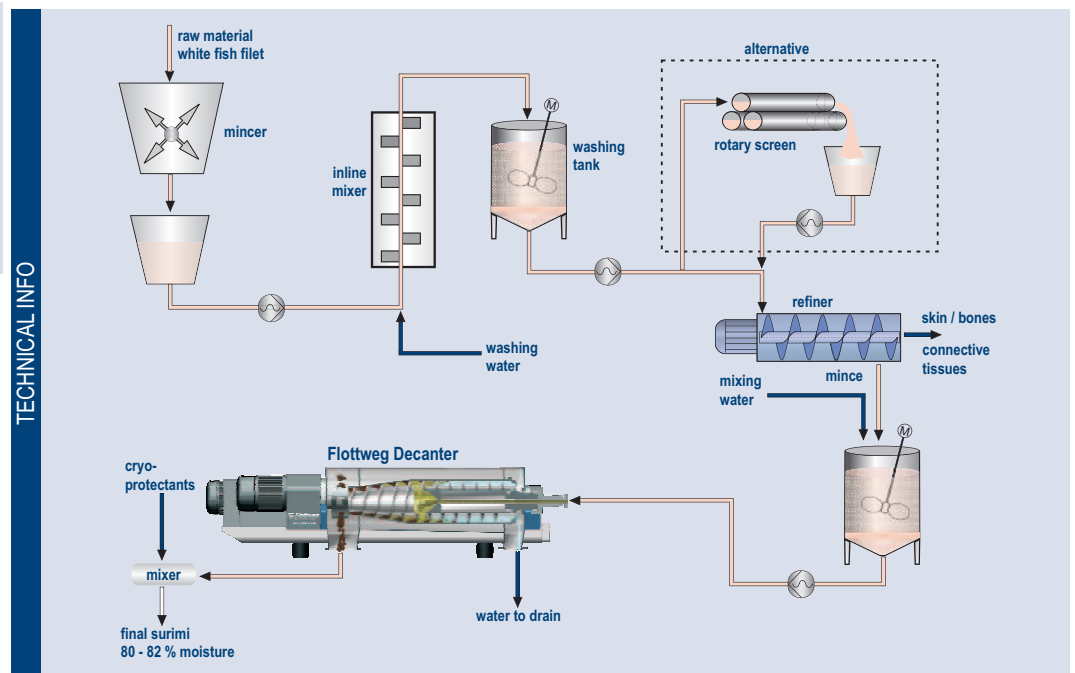 TECHNICAL INFO
raw material
white fish filet
mincer
inline
mixer
washing
water
M
washing
tank
alternative
rotary screen
refiner
skin / bones
connective
tissues
mince
mixing
water
M
Flottweg Decanter
cryo-
protectants
mixer
final surimi
80 - 82 % moisture
water to drain